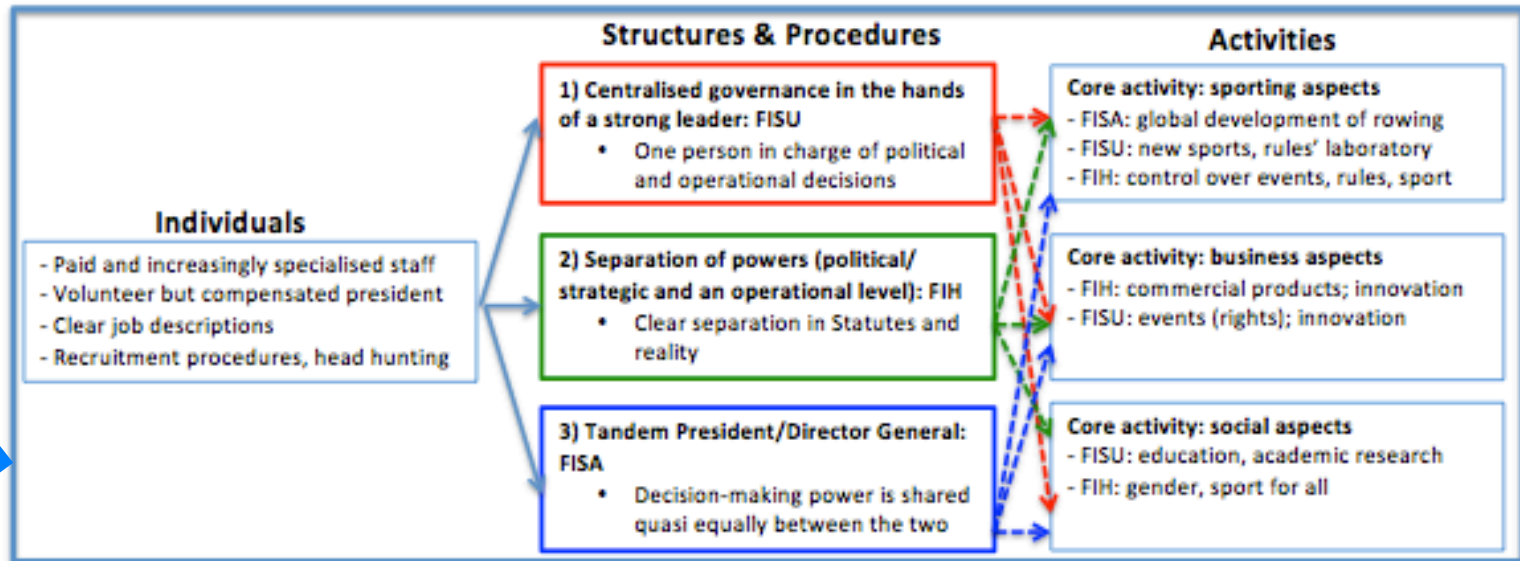 Structures & Procedures
Activities
Individuals
- Paid and increasingly specialised staff
- Volunteer but compensated president
- Clear job descriptions
- Recruitment procedures, head hunting
1) Centralised governance in the hands
of a strong leader: FISU
• One person in charge of political
and operational decisions
2) Separation of powers (political/
strategic and an operational level): FIH
• Clear separation in Statutes and
reality
3) Tandem President/Director General:
FISA
• Decision-making power is shared
quasi equally between the two
Core activity: sporting aspects
- FISA: global development of rowing
- FISU: new sports, rules' laboratory
- FIH: control over events, rules, sport
Core activity: business aspects
- FIH: commercial products; innovation
- FISU: events (rights); innovation
Core activity: social aspects
- FISU: education, academic research
- FIH: gender, sport for all